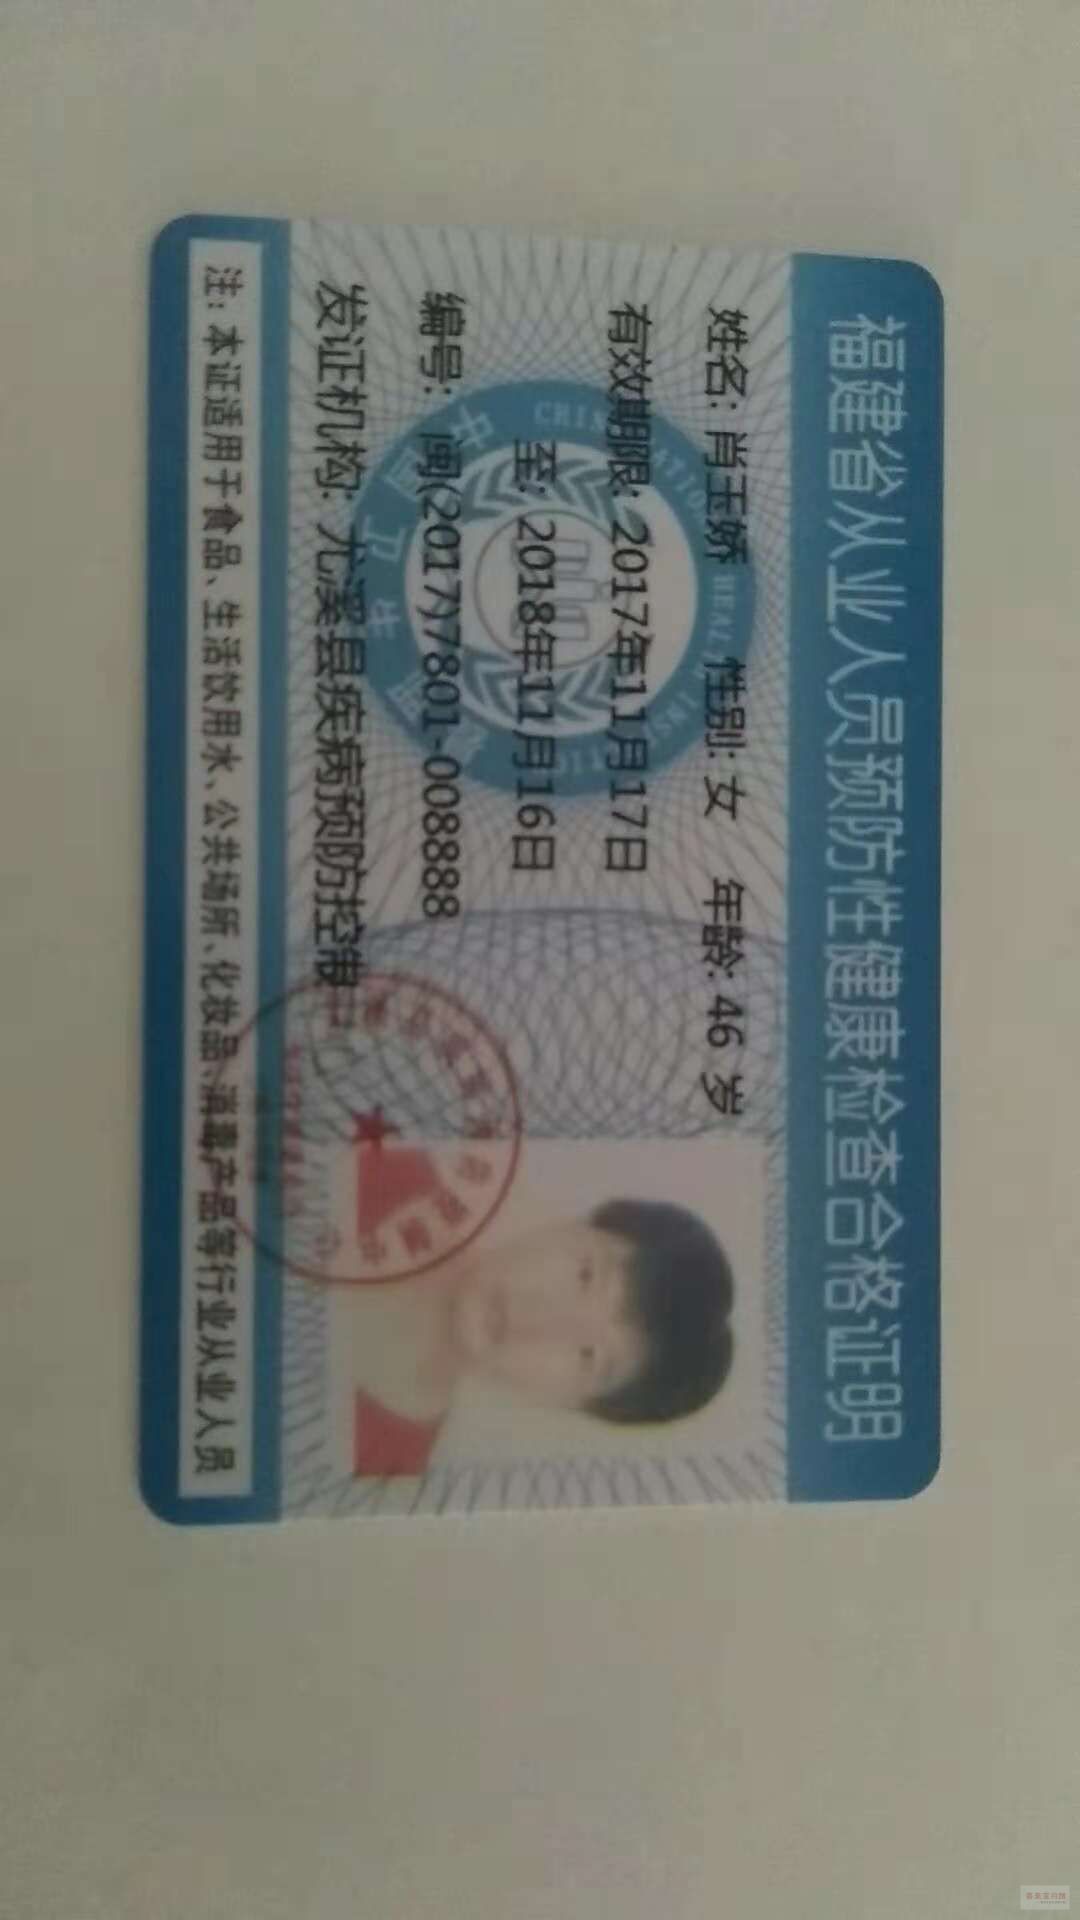 福建省从业人员预防性健康检查合格证明
姓名: 肖玉娇 性别: 女 年龄: 46 岁
有效期限: 2017年11月17日
至: 2018年11月16日
编号: 闽(2017)7801-008888
发证机构: 尤溪县疾病预防控制中心
注: 本证适用于食品、生活饮用水、公共场所、化妆品、消毒产品等行业从业人员